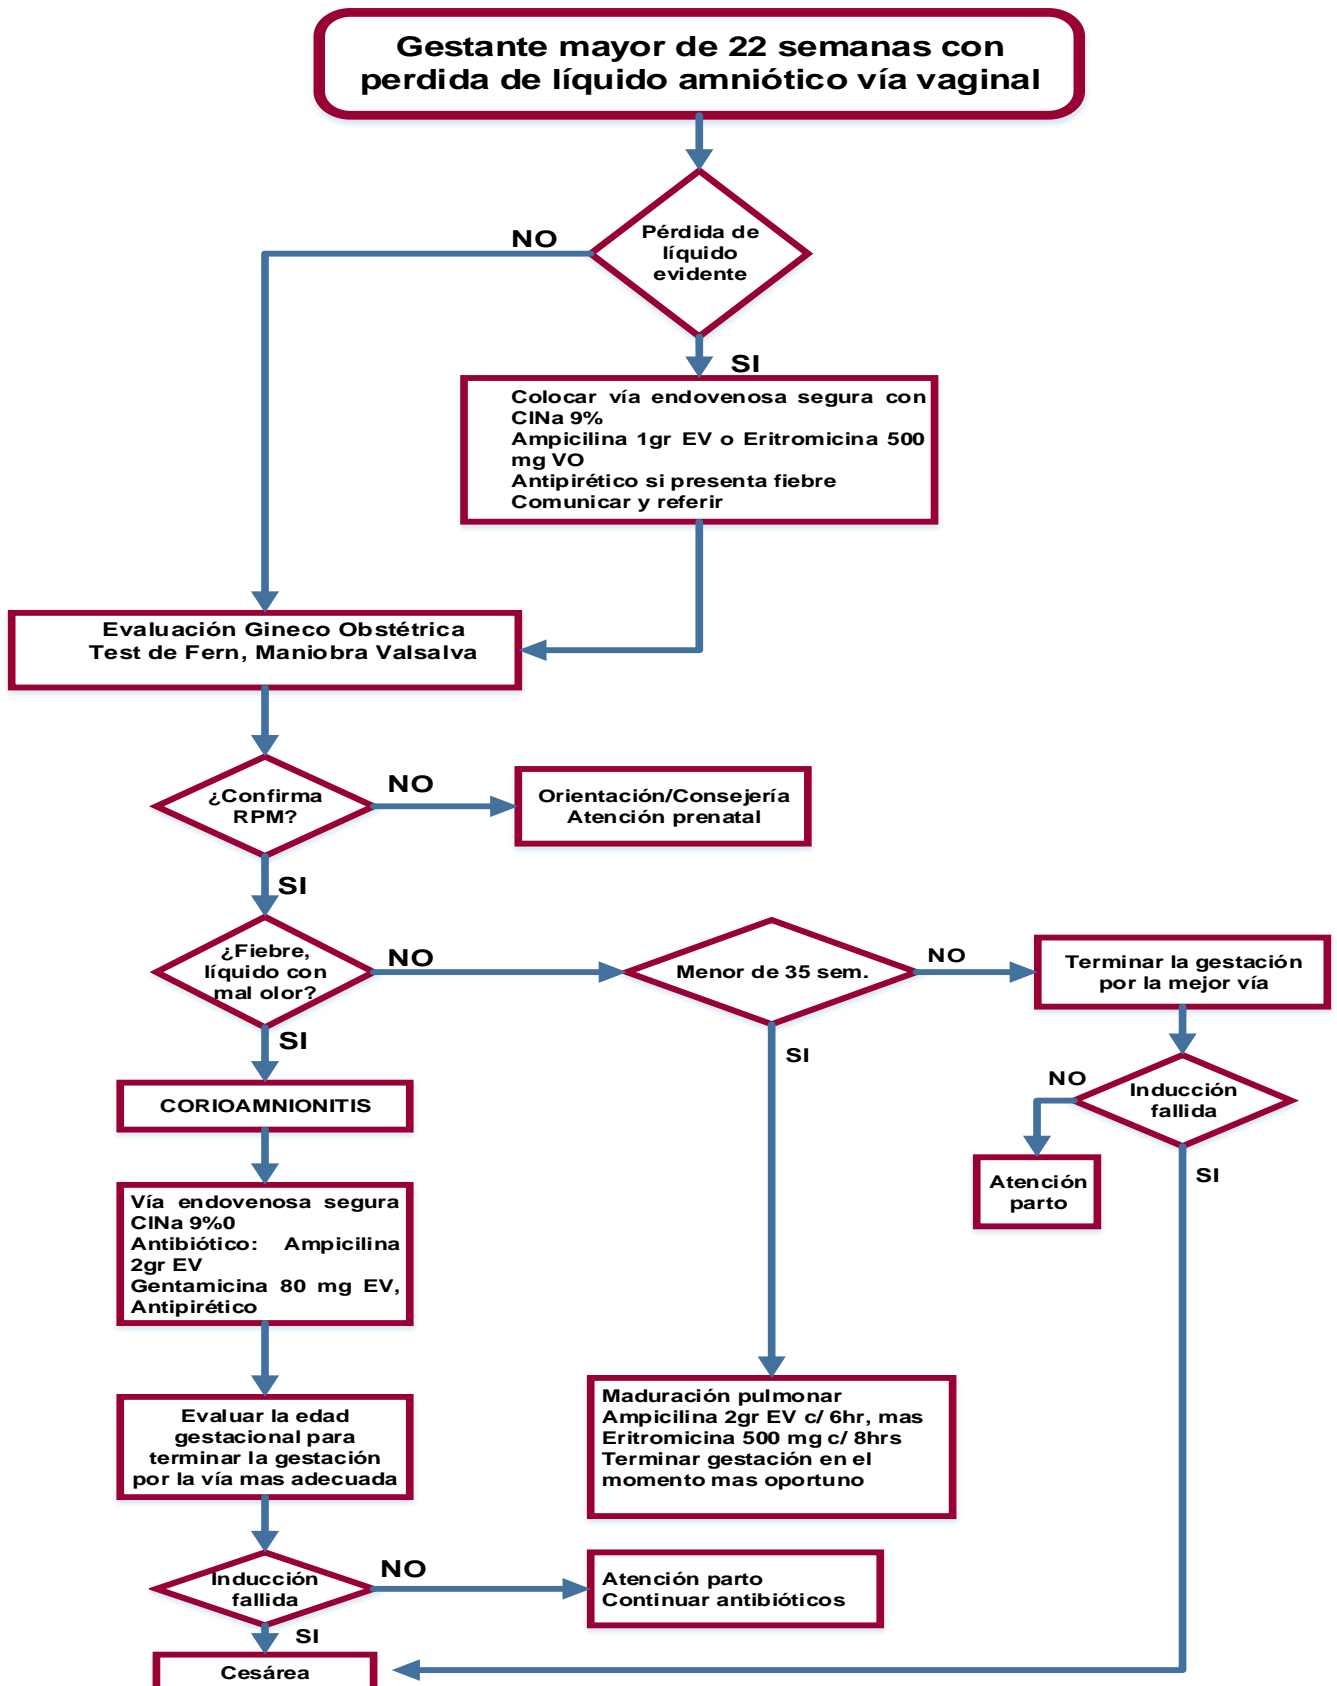 Gestante mayor de 22 semanas con
perdida de líquido amniótico vía vaginal
Pérdida de
líquido
evidente
NO
SI
Colocar vía endovenosa segura con
ClNa 9%
Ampicilina 1gr EV o Eritromicina 500
mg VO
Antipirético si presenta fiebre
Comunicar y referir
Evaluación Gineco Obstétrica
Test de Fern, Maniobra Valsalva
¿Confirma
RPM?
NO
Orientación/Consejería
Atención prenatal
SI
¿Fiebre,
líquido con
mal olor?
NO
Menor de 35 sem.
NO
Terminar la gestación
por la mejor vía
SI
SI
Inducción
fallida
NO
Atención
parto
SI
CORIOAMNIONITIS
Vía endovenosa segura
ClNa 9%0
Antibiótico: Ampicilina
2gr EV
Gentamicina 80 mg EV,
Antipirético
Maduración pulmonar
Ampicilina 2gr EV c/ 6hr, mas
Eritromicina 500 mg c/ 8hrs
Terminar gestación en el
momento mas oportuno
Evaluar la edad
gestacional para
terminar la gestación
por la vía mas adecuada
Inducción
fallida
NO
Atención parto
Continuar antibióticos
SI
Cesárea